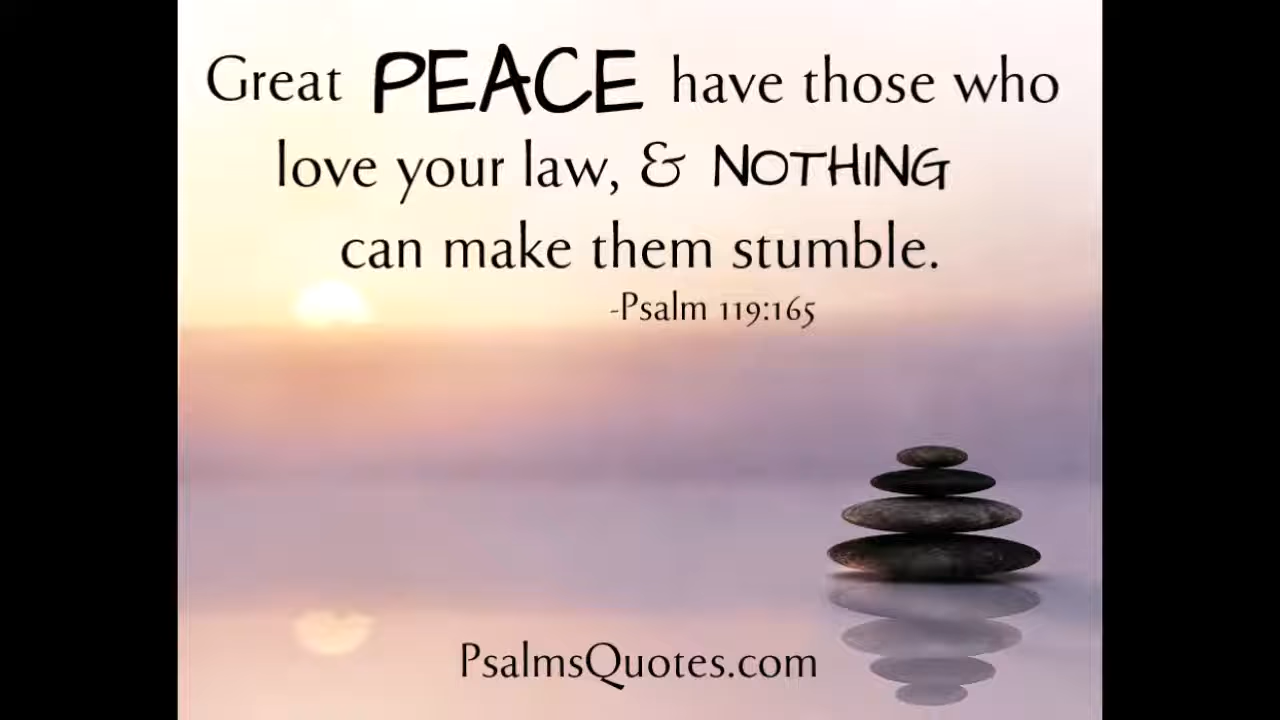 Great PEACE have those who
love your law, & NOTHING
can make them stumble.
-Psalm 119:165
PsalmsQuotes.com